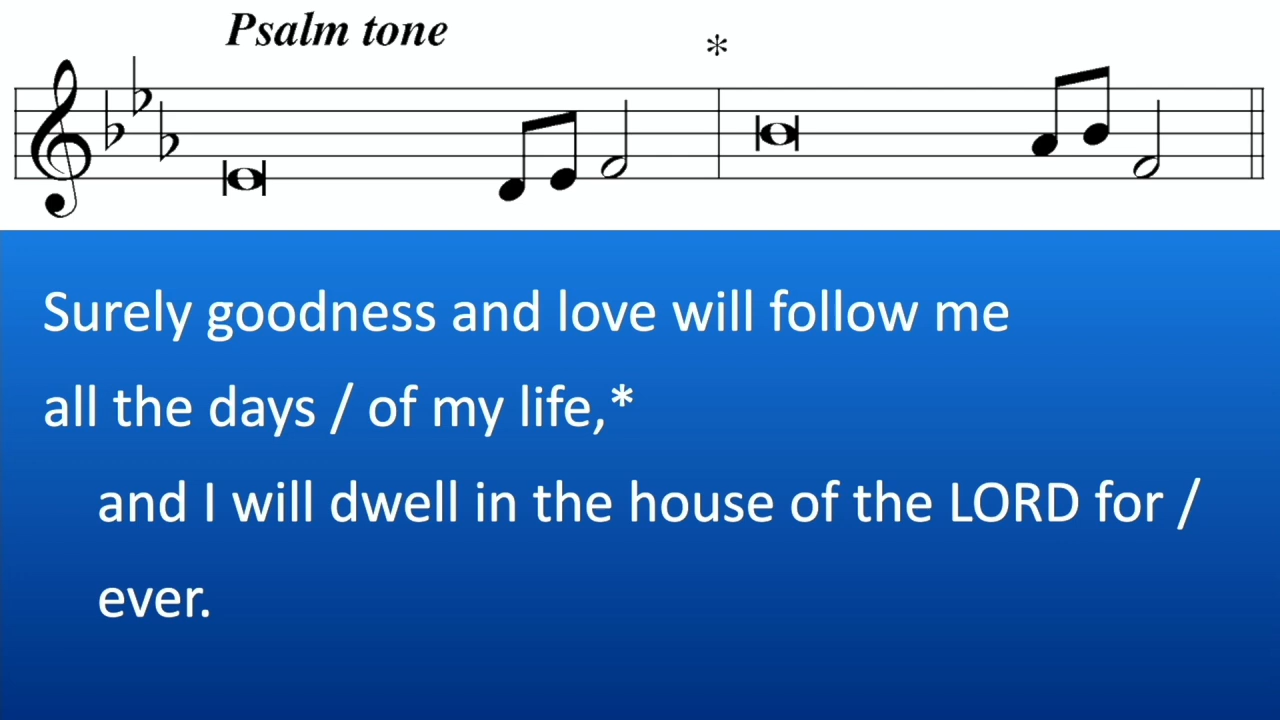 Psalm tone
*
Surely goodness and love will follow me
all the days / of my life,*
and I will dwell in the house of the LORD for /
ever.